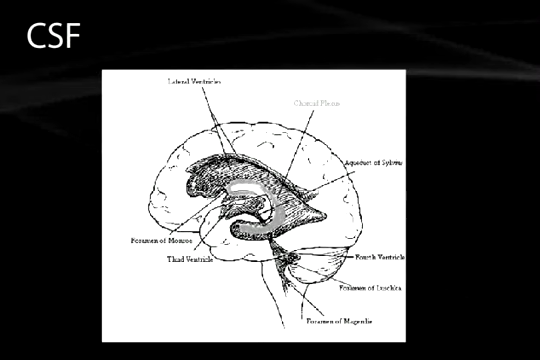 CSF
Lateral Ventricles
Choroid Plexus
Aqueduct of Sylvius
Foramen of Monroe
Third Ventricle
Fourth Ventricle
Foramen of Luschka
Foramen of Magendie